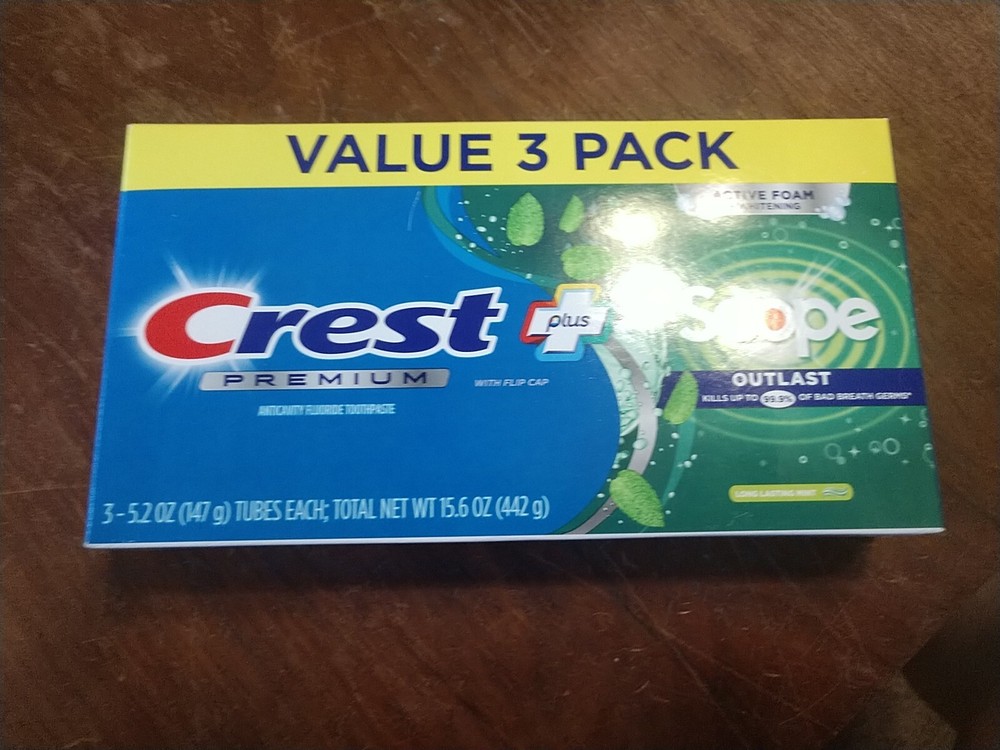 VALUE 3 PACK
ACTIVE FOAM
WHITENING
Crest
plus
Scope
PREMIUM
WITH FLIP CAP
OUTLAST
KILLS UP TO 99.9% OF BAD BREATH GERMS*
ANTICAVITY FLUORIDE TOOTHPASTE
LONG LASTING MINT
3 - 5.2 OZ (147 g) TUBES EACH; TOTAL NET WT 15.6 OZ (442 g)